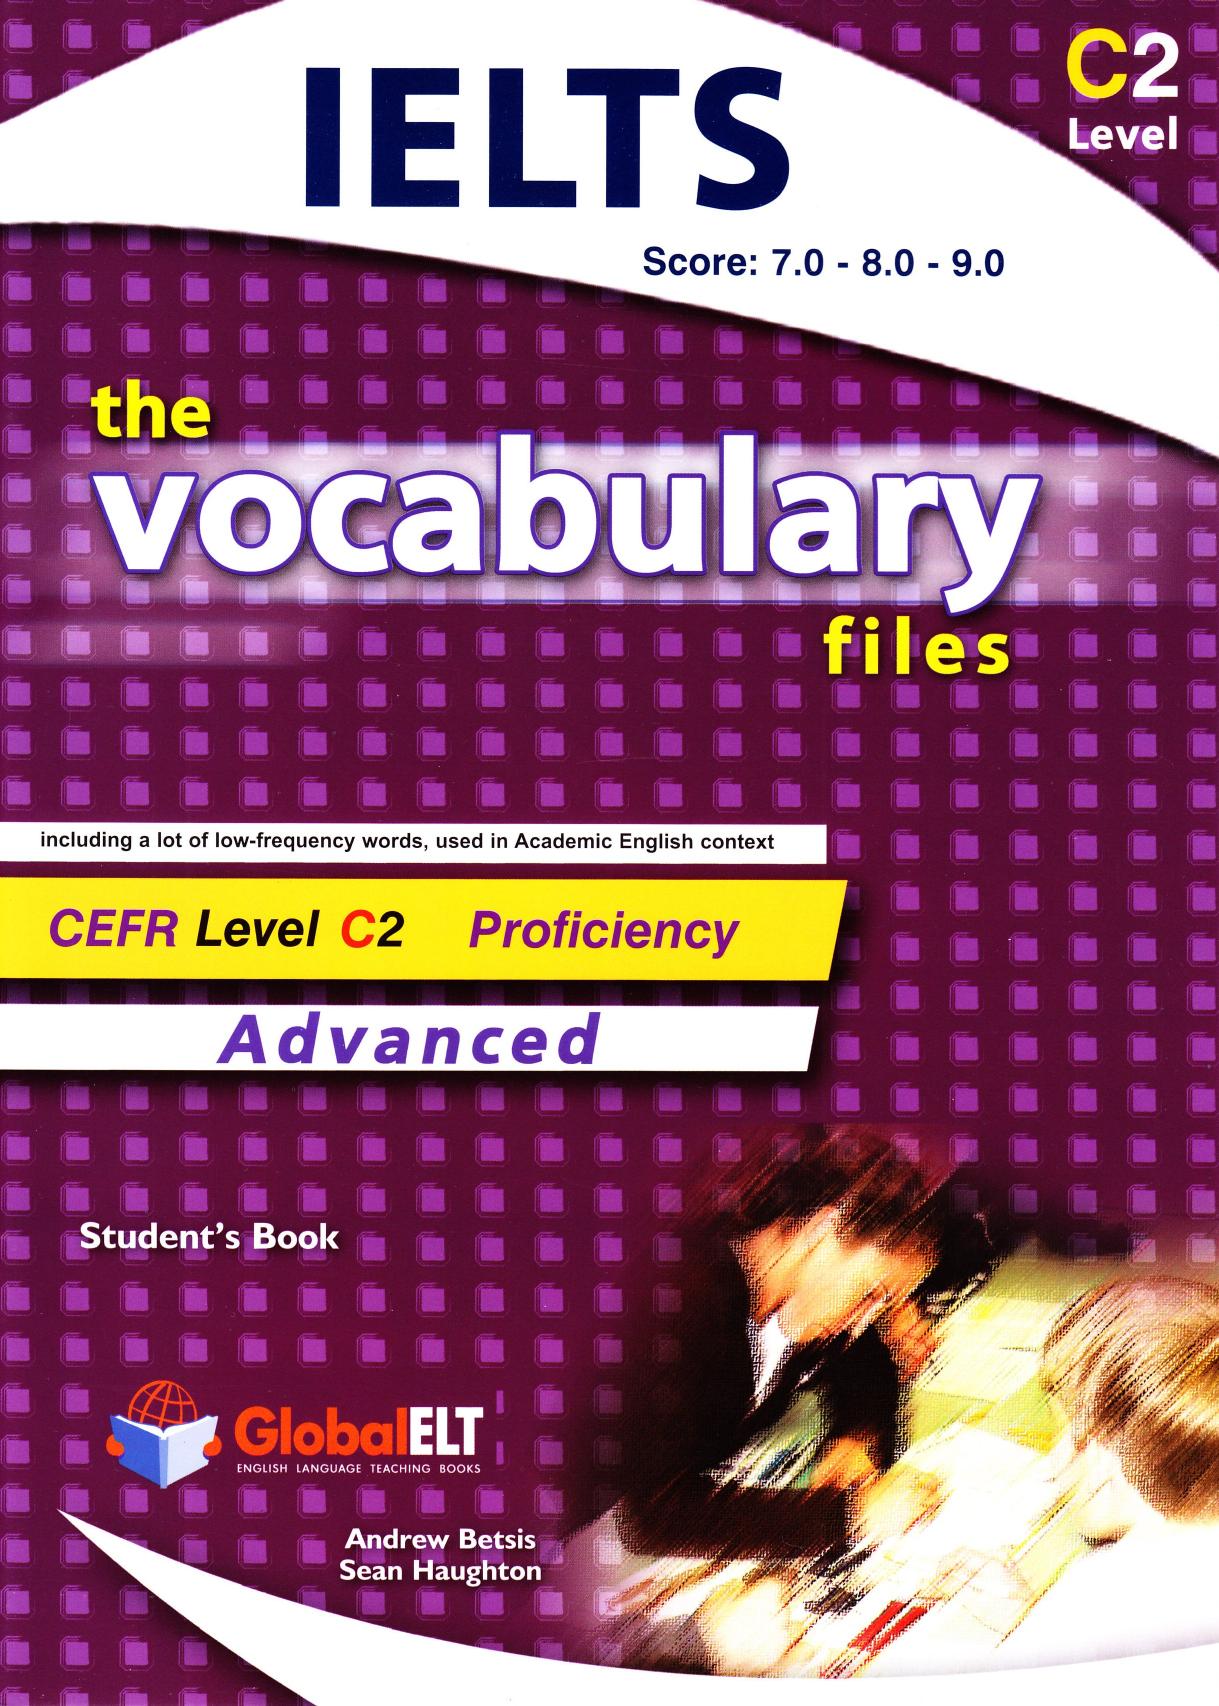 C2
Level
IELTS
Score: 7.0 - 8.0 - 9.0
the
vocabulary
files
including a lot of low-frequency words, used in Academic English context
CEFR Level C2 Proficiency
Advanced
Student's Book
GlobalELT
ENGLISH LANGUAGE TEACHING BOOKS
Andrew Betsis
Sean Haughton